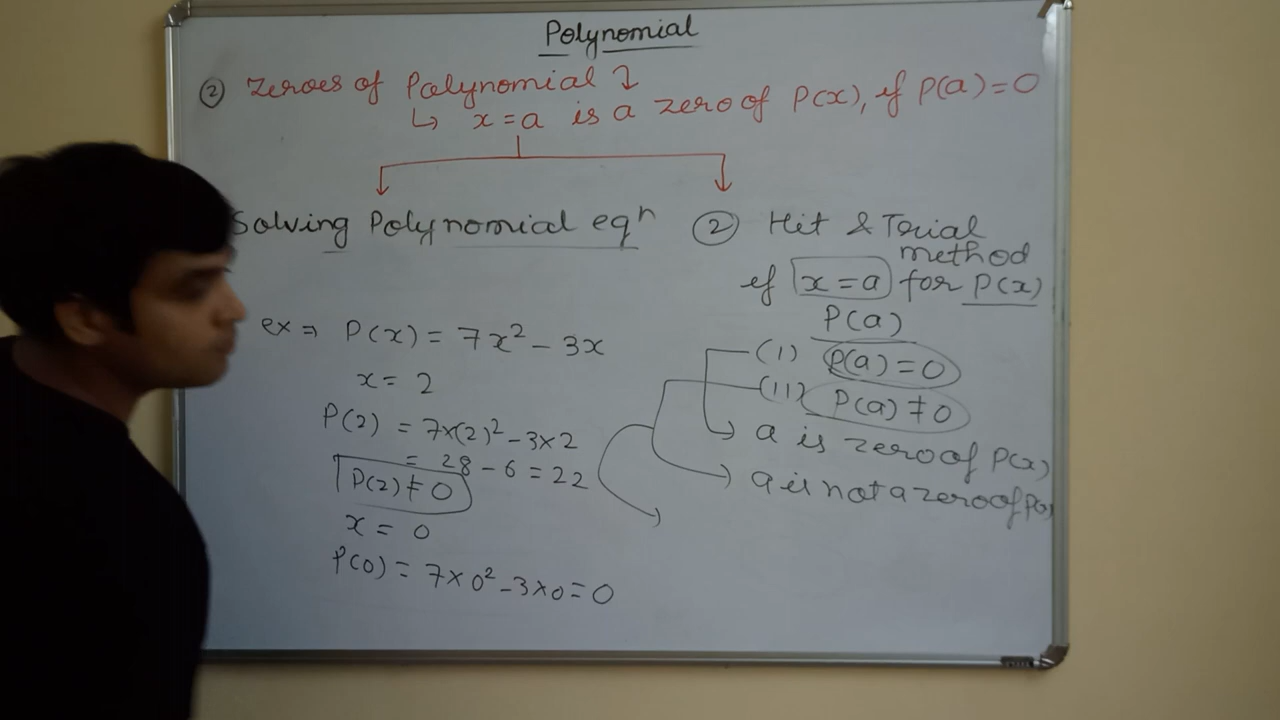 Polynomial
② Zeroes of Polynomial
↳ x = a is a zero of P(x), if P(a) = 0
Solving Polynomial eqⁿ
ex ⇒ P(x) = 7x² - 3x
x = 2
P(2) = 7×(2)² - 3×2
= 28 - 6 = 22
P(2) ≠ 0
x = 0
P(0) = 7×0² - 3×0 = 0
② Hit & Trial
method
if x = a for P(x)
P(a)
(I) P(a) = 0
(II) P(a) ≠ 0
a is zero of P(x)
a is not a zero of P(x)